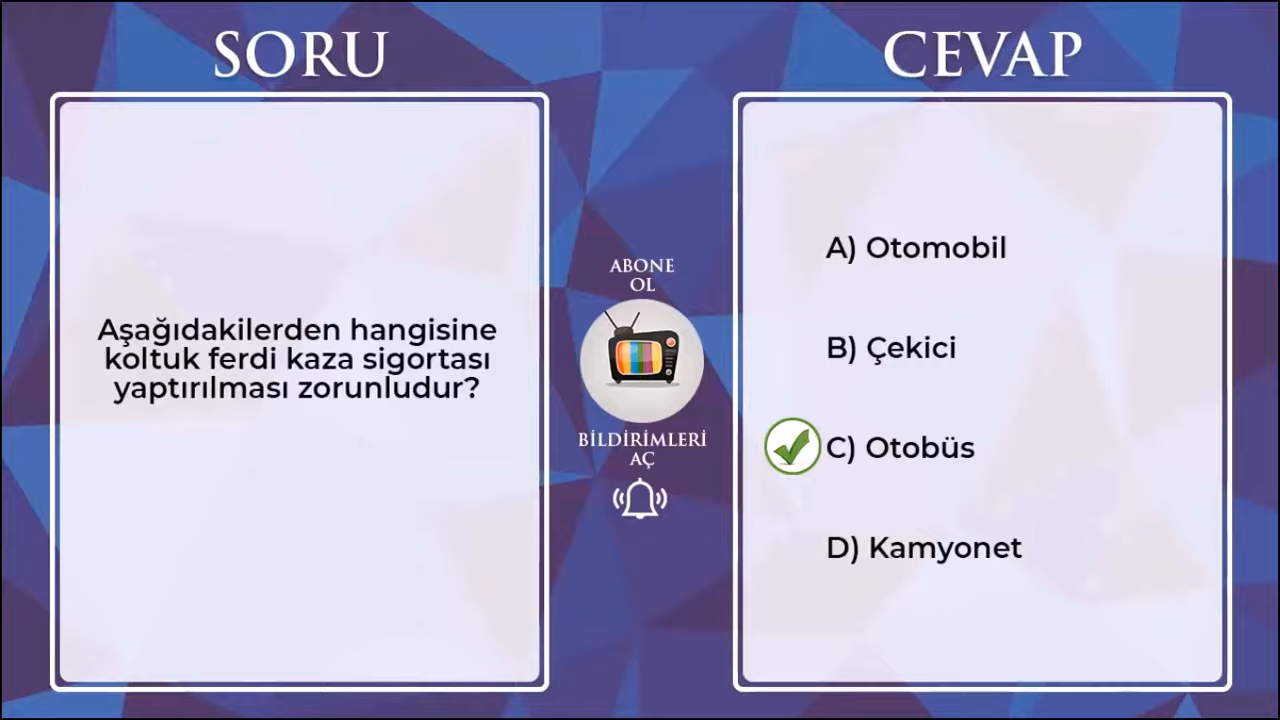 SORU
Aşağıdakilerden hangisine
koltuk ferdi kaza sigortası
yaptırılması zorunludur?
ABONE
OL
BİLDİRİMLERİ
AÇ
CEVAP
A) Otomobil
B) Çekici
C) Otobüs
D) Kamyonet